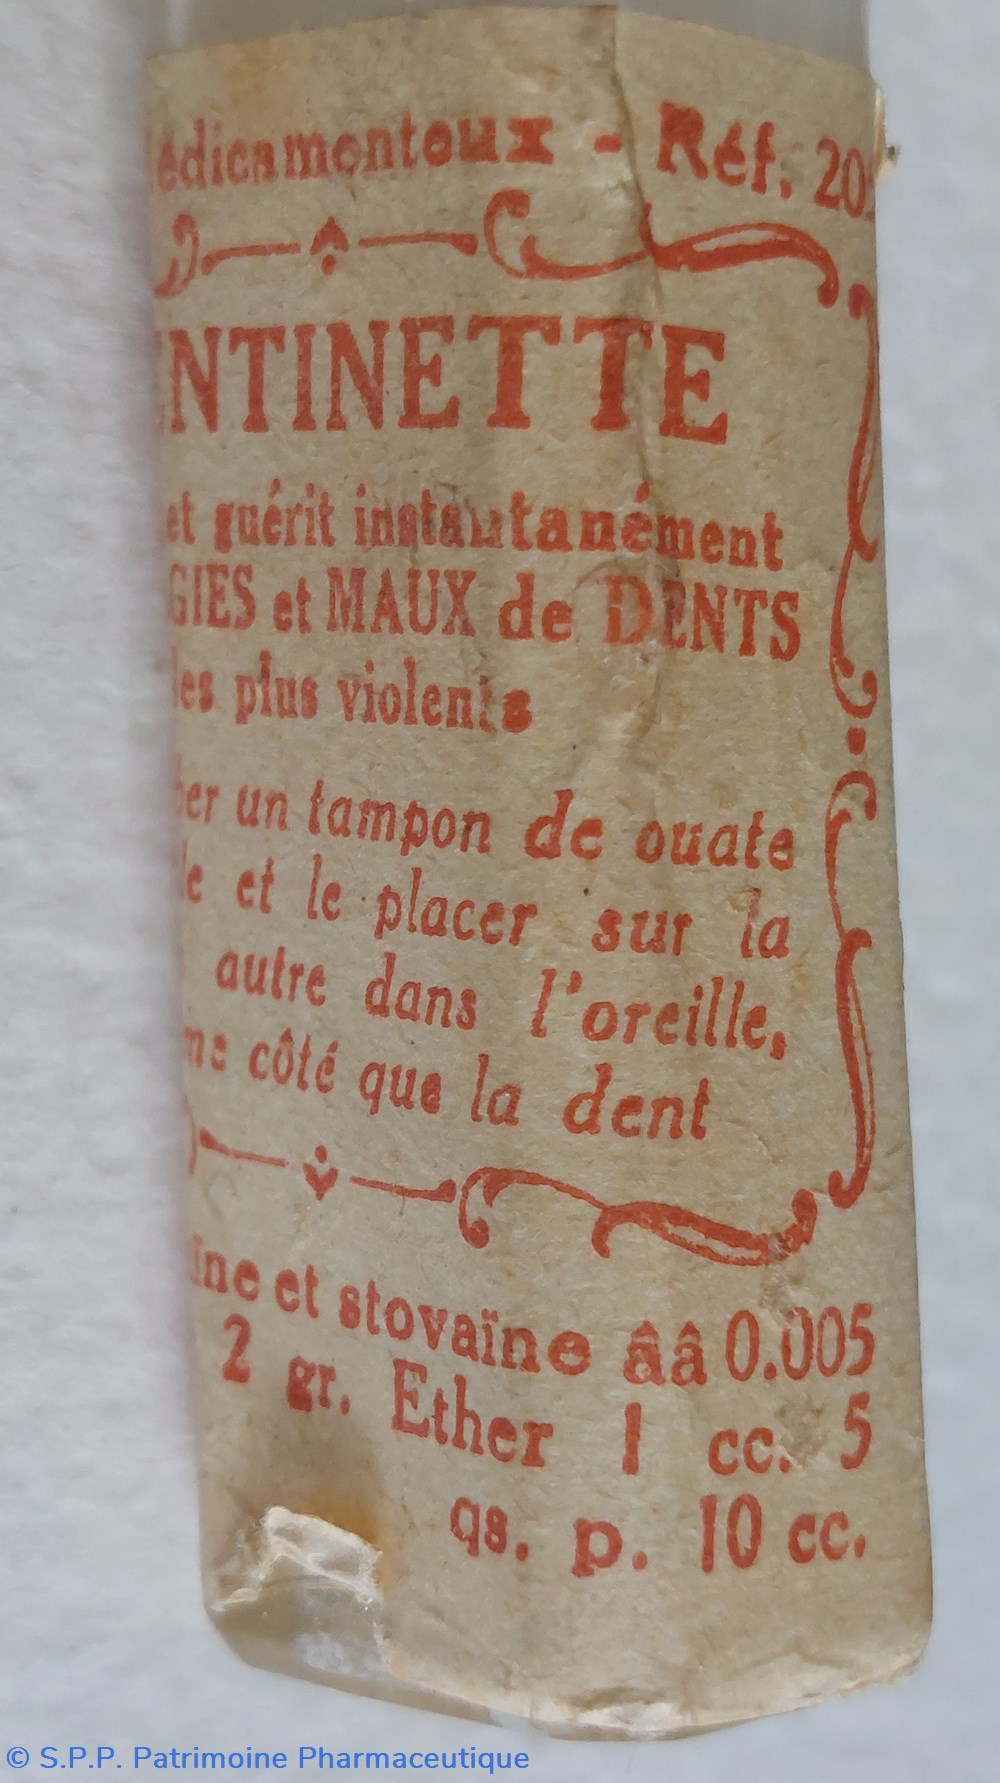 édicamenteux - Réf. 20
NTINETTE
et guérit instantanément
GIES et MAUX de DENTS
les plus violents
er un tampon de ouate
le et le placer sur la
autre dans l'oreille,
me côté que la dent
ine et stovaïne ââ 0.005
2 gr. Ether 1 cc. 5
qs. p. 10 cc.
© S.P.P. Patrimoine Pharmaceutique